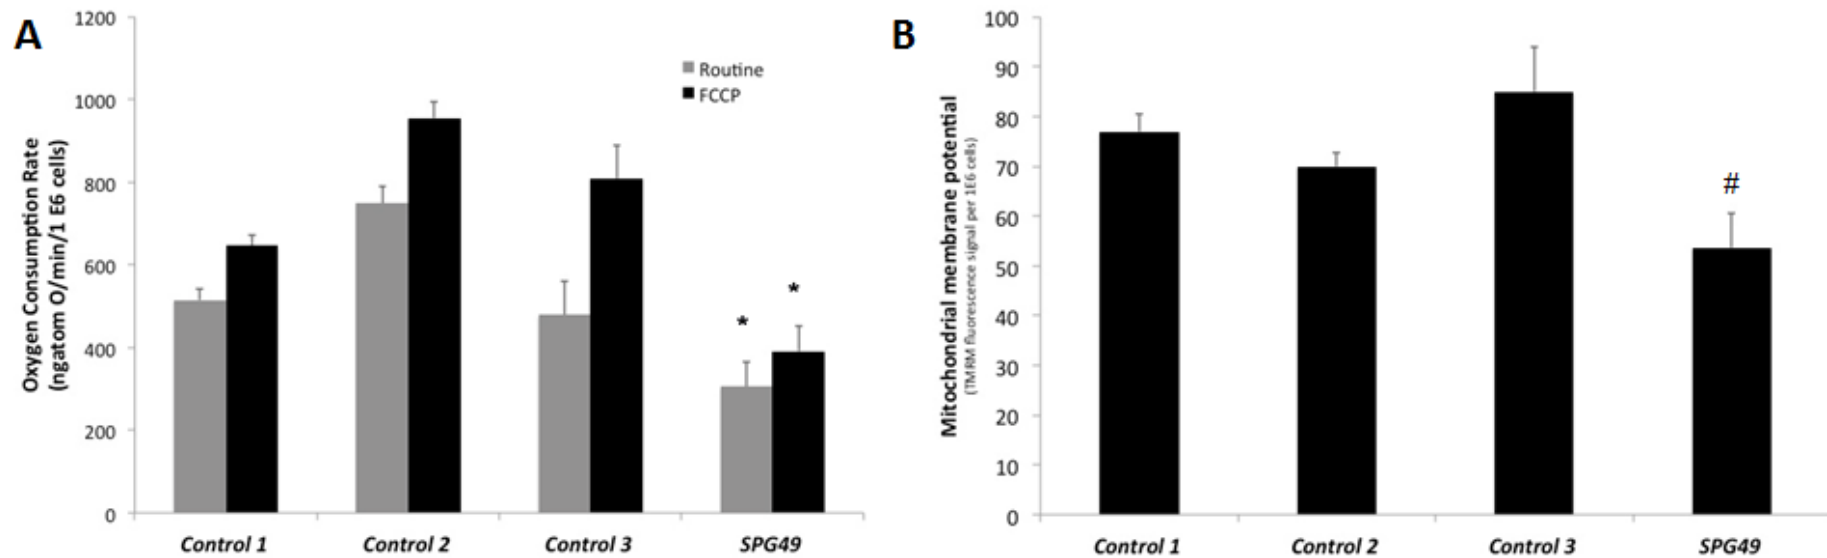 A
1200
1000
800
600
400
200
0
Oxygen Consumption Rate
(ngatom O/min/1 E6 cells)
Routine
FCCP
*
*
Control 1
Control 2
Control 3
SPG49
B
100
90
80
70
60
50
40
30
20
10
0
Mitochondrial membrane potential
(TMRM fluorescence signal per 1E6 cells)
#
Control 1
Control 2
Control 3
SPG49